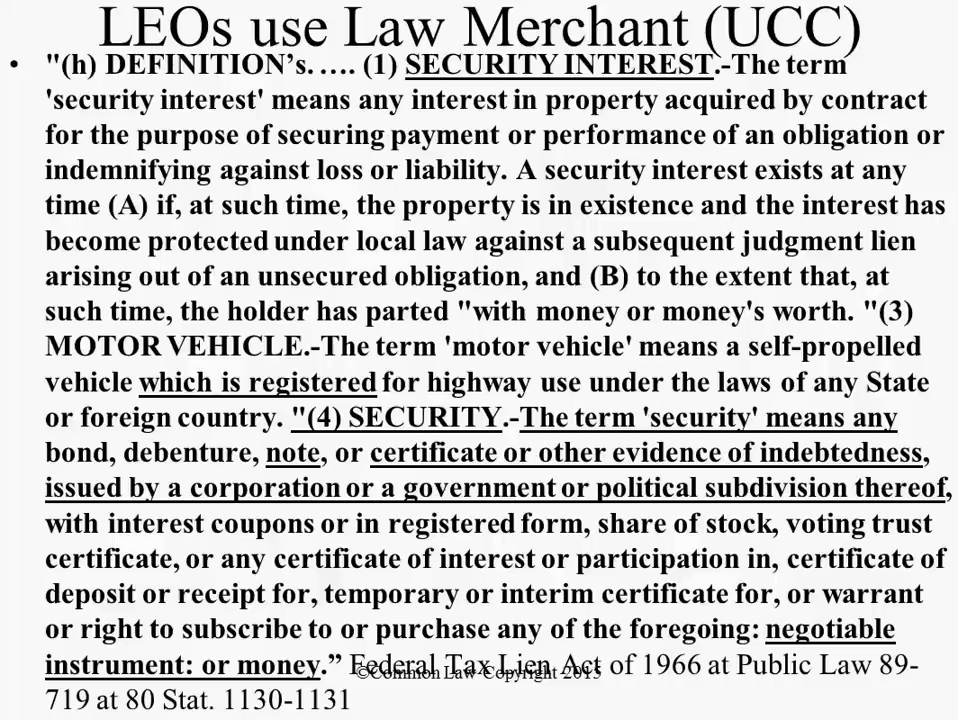 LEOs use Law Merchant (UCC)
• "(h) DEFINITION’s. …. (1) SECURITY INTEREST.-The term
'security interest' means any interest in property acquired by contract
for the purpose of securing payment or performance of an obligation or
indemnifying against loss or liability. A security interest exists at any
time (A) if, at such time, the property is in existence and the interest has
become protected under local law against a subsequent judgment lien
arising out of an unsecured obligation, and (B) to the extent that, at
such time, the holder has parted "with money or money's worth. "(3)
MOTOR VEHICLE.-The term 'motor vehicle' means a self-propelled
vehicle which is registered for highway use under the laws of any State
or foreign country. "(4) SECURITY.-The term 'security' means any
bond, debenture, note, or certificate or other evidence of indebtedness,
issued by a corporation or a government or political subdivision thereof,
with interest coupons or in registered form, share of stock, voting trust
certificate, or any certificate of interest or participation in, certificate of
deposit or receipt for, temporary or interim certificate for, or warrant
or right to subscribe to or purchase any of the foregoing: negotiable
instrument: or money.” Federal Tax Lien Act of 1966 at Public Law 89-
©Common Law Copyright 2015
719 at 80 Stat. 1130-1131